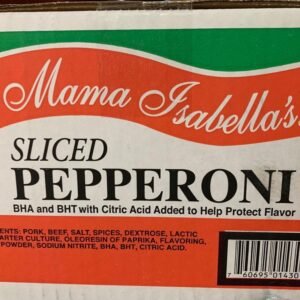 Mama Isabella's
SLICED
PEPPERONI
BHA and BHT with Citric Acid Added to Help Protect Flavor
ENTS: PORK, BEEF, SALT, SPICES, DEXTROSE, LACTIC
ARTER CULTURE, OLEORESIN OF PAPRIKA, FLAVORING,
POWDER, SODIUM NITRITE, BHA, BHT, CITRIC ACID.
7 60695 01430